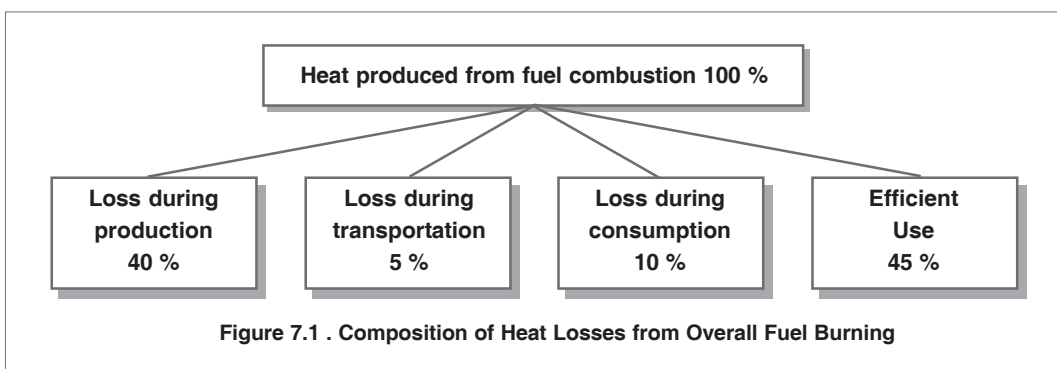 Heat produced from fuel combustion 100 %
Loss during
production
40 %
Loss during
transportation
5 %
Loss during
consumption
10 %
Efficient
Use
45 %
Figure 7.1 . Composition of Heat Losses from Overall Fuel Burning